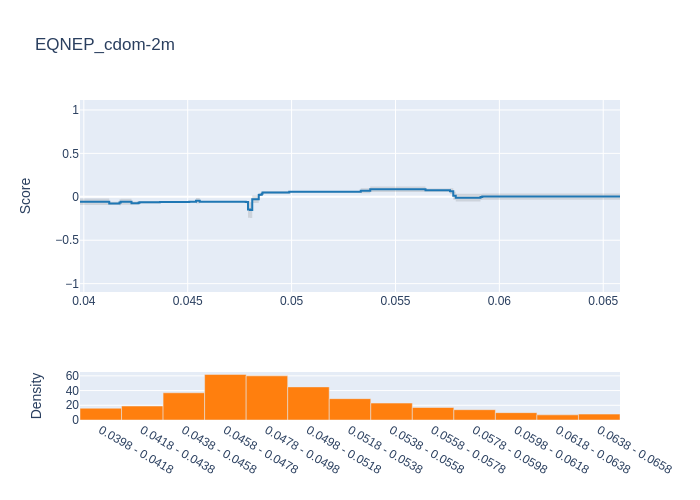 EQNEP_cdom-2m
1
0.5
0
−0.5
−1
Score
0.04
0.045
0.05
0.055
0.06
0.065
60
40
20
0
Density
0.0398 - 0.0418
0.0418 - 0.0438
0.0438 - 0.0458
0.0458 - 0.0478
0.0478 - 0.0498
0.0498 - 0.0518
0.0518 - 0.0538
0.0538 - 0.0558
0.0558 - 0.0578
0.0578 - 0.0598
0.0598 - 0.0618
0.0618 - 0.0638
0.0638 - 0.0658